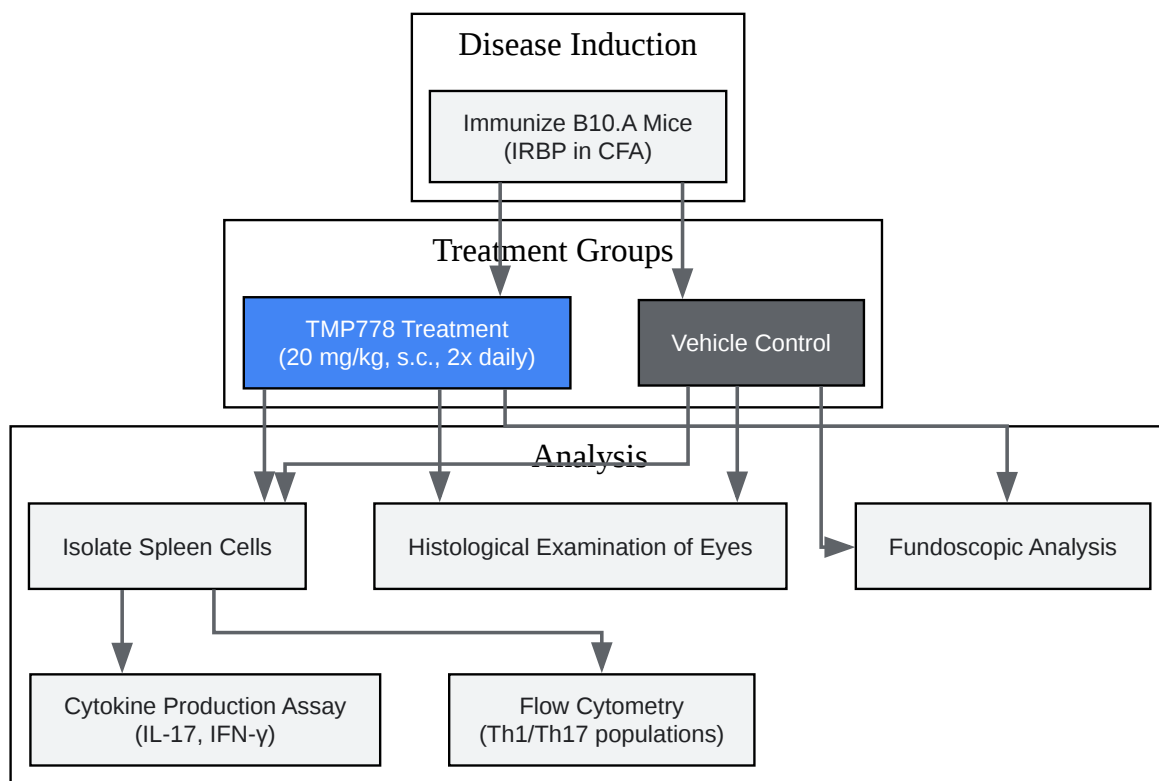 Disease Induction
Immunize B10.A Mice
(IRBP in CFA)
Treatment Groups
TMP778 Treatment
(20 mg/kg, s.c., 2x daily)
Vehicle Control
Analysis
Isolate Spleen Cells
Histological Examination of Eyes
Fundoscopic Analysis
Cytokine Production Assay
(IL-17, IFN-γ)
Flow Cytometry
(Th1/Th17 populations)